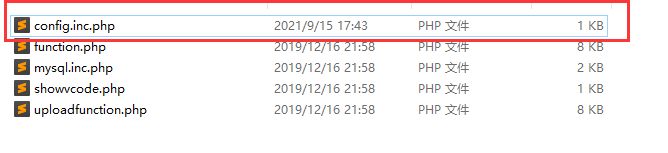 config.inc.php 2021/9/15 17:43 PHP 文件 1 KB
function.php 2019/12/16 21:58 PHP 文件 8 KB
mysql.inc.php 2019/12/16 21:58 PHP 文件 2 KB
showvcode.php 2019/12/16 21:58 PHP 文件 1 KB
uploadfunction.php 2019/12/16 21:58 PHP 文件 8 KB